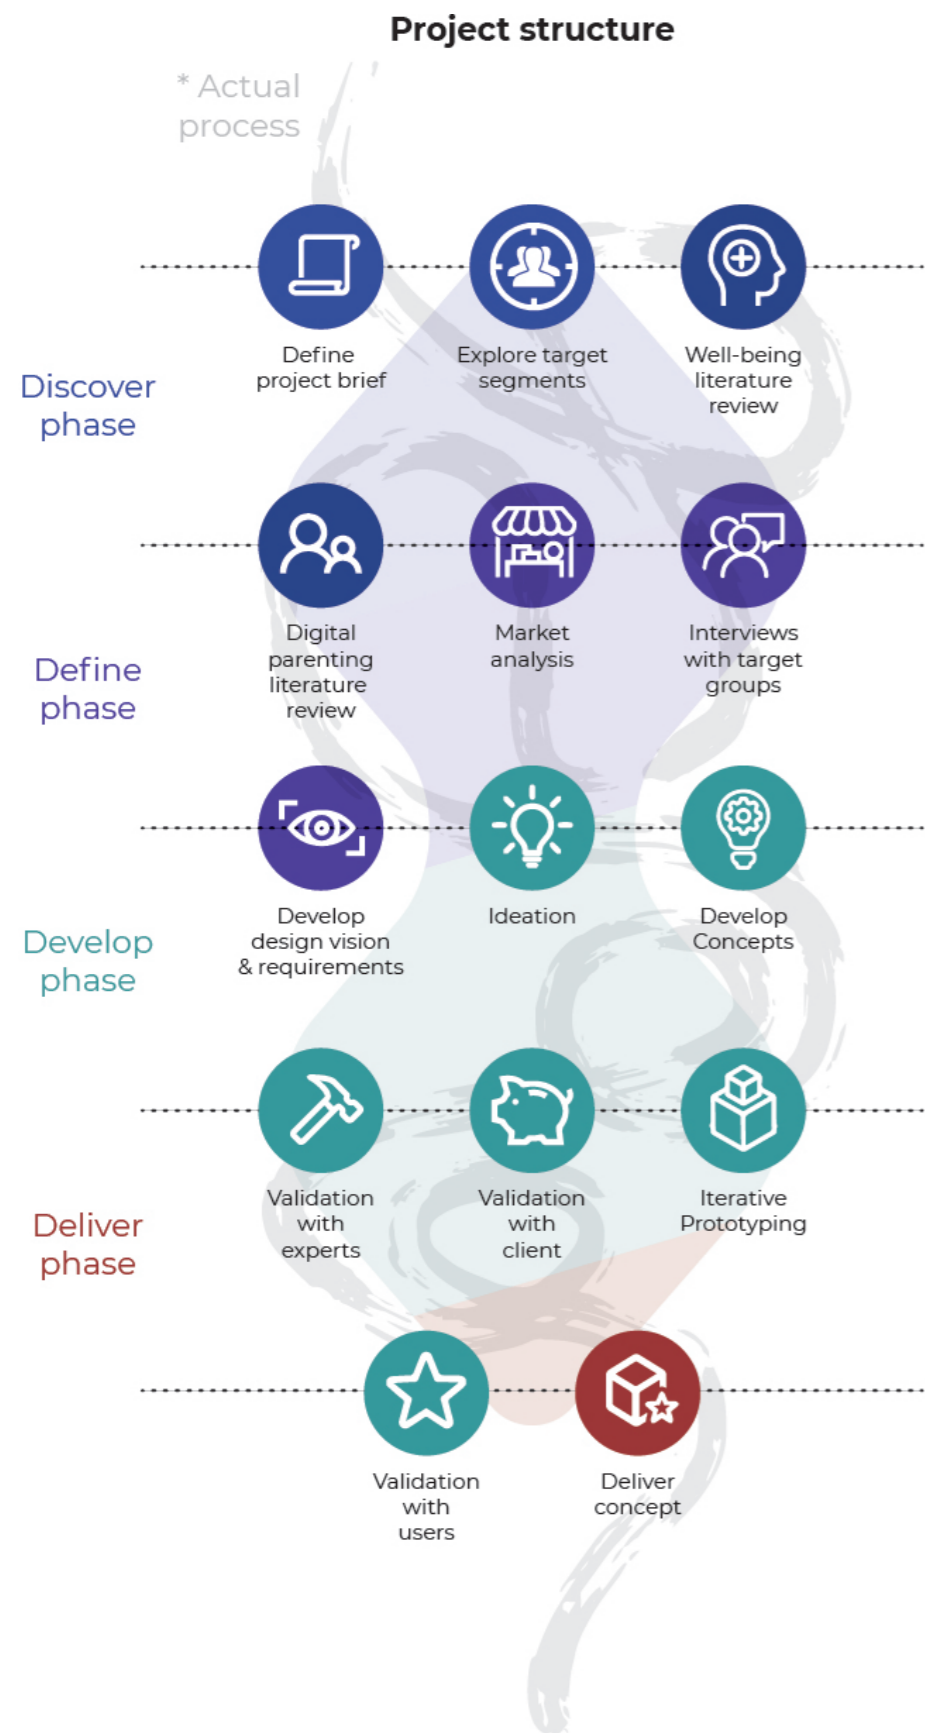 Project structure
* Actual
process
Define
project brief
Explore target
segments
Well-being
literature
review
Discover
phase
Digital
parenting
literature
review
Market
analysis
Interviews
with target
groups
Define
phase
Develop
design vision
& requirements
Ideation
Develop
Concepts
Develop
phase
Validation
with
experts
Validation
with
client
Iterative
Prototyping
Deliver
phase
Validation
with
users
Deliver
concept